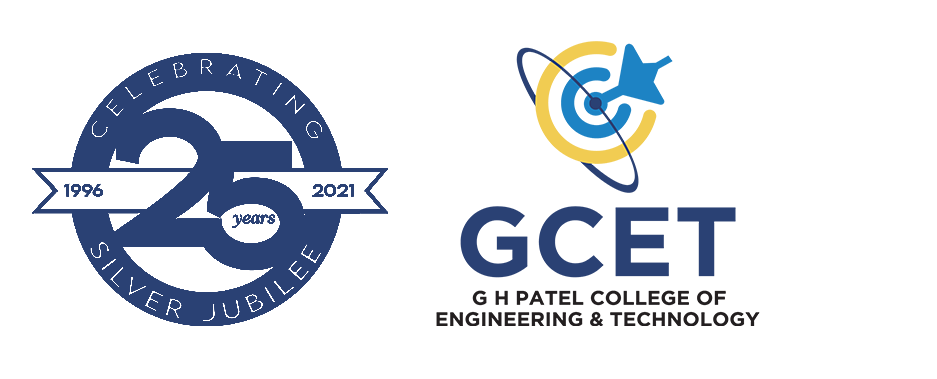 CELEBRATING
25
years
1996
2021
SILVER JUBILEE
GCET
G H PATEL COLLEGE OF
ENGINEERING & TECHNOLOGY